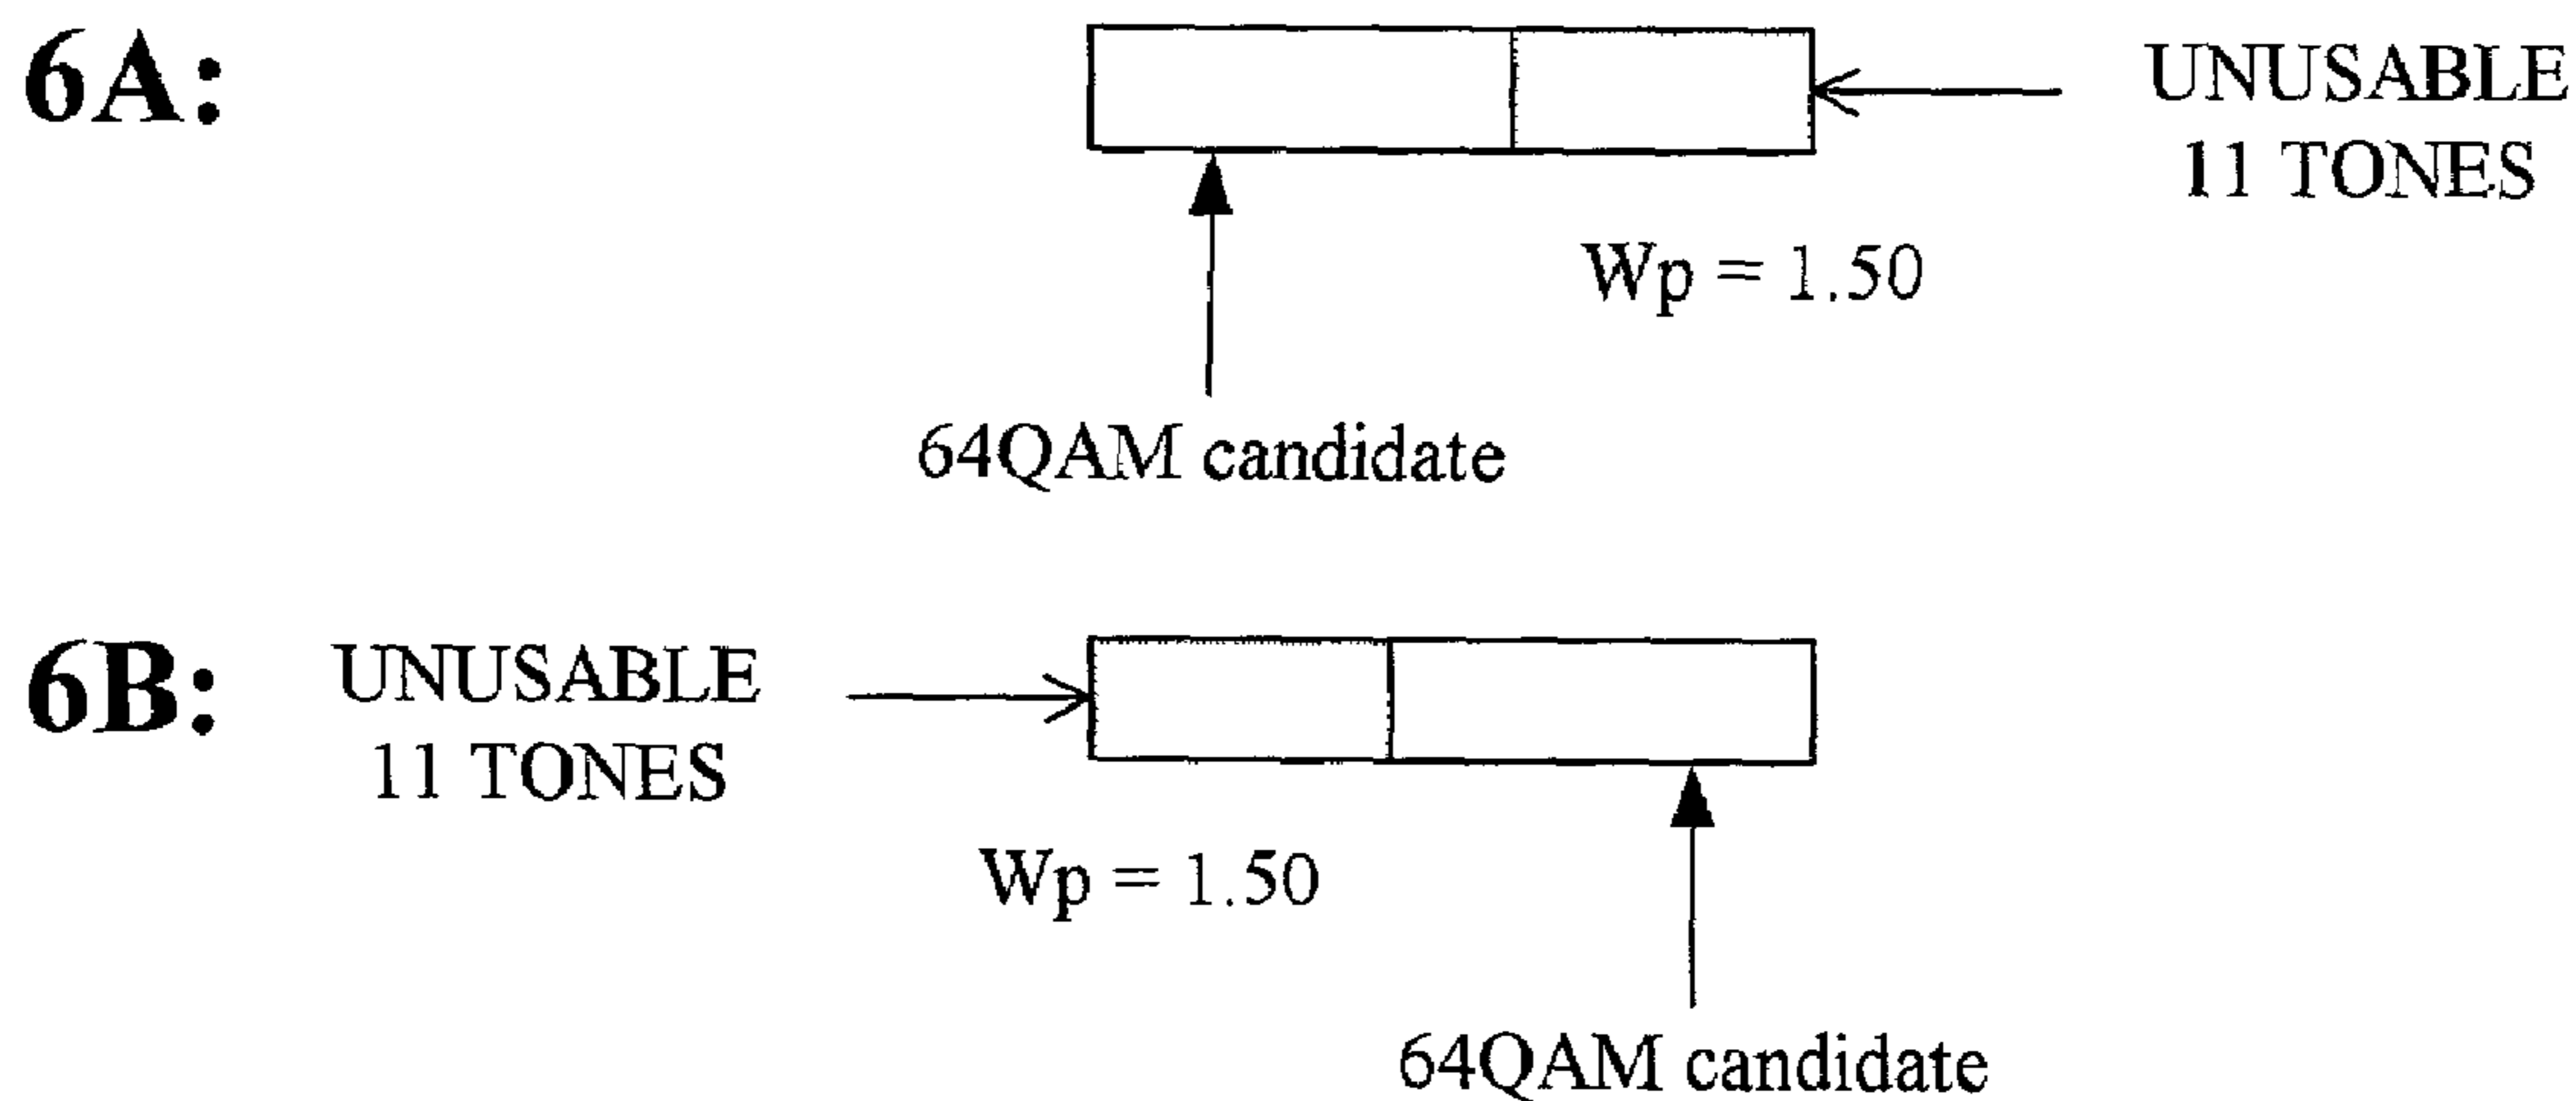 6A:
UNUSABLE
11 TONES
Wp = 1.50
64QAM candidate
6B:
UNUSABLE
11 TONES
Wp = 1.50
64QAM candidate